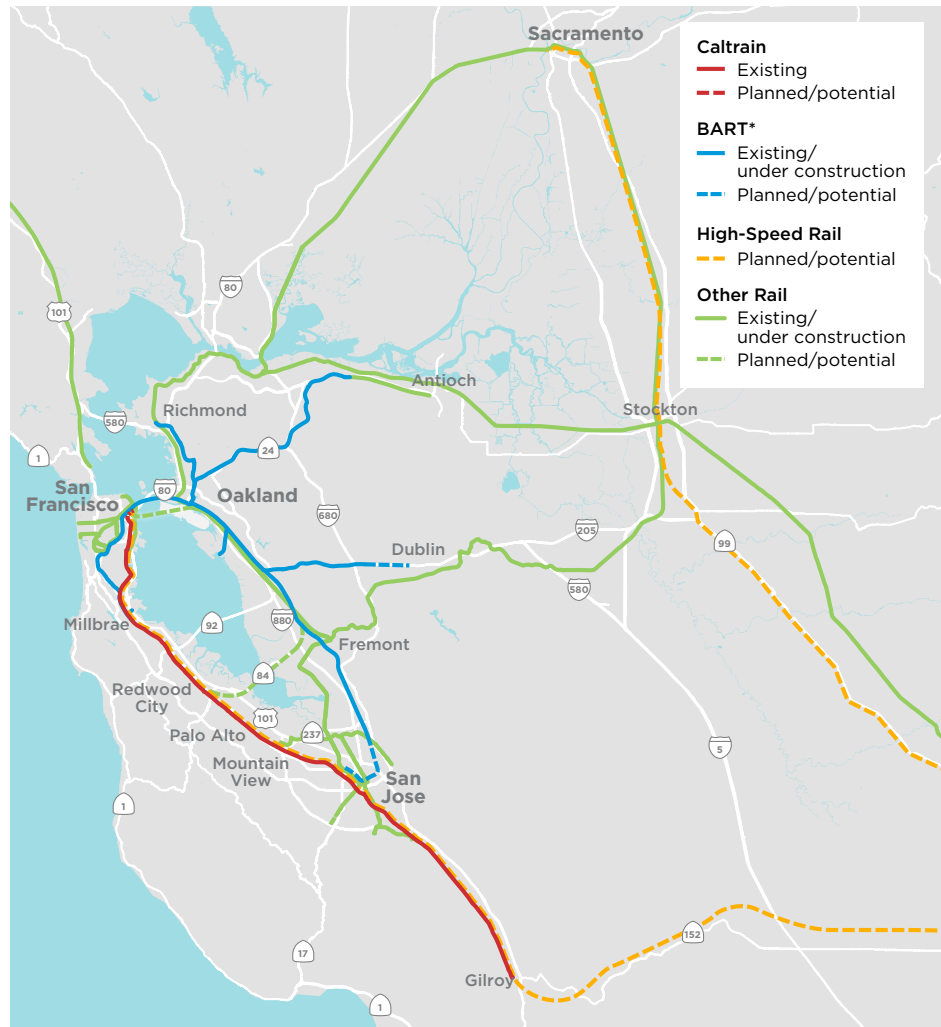 Sacramento
Caltrain
Existing
Planned/potential
BART*
Existing/
under construction
Planned/potential
High-Speed Rail
Planned/potential
Other Rail
Existing/
under construction
Planned/potential
80
101
Antioch
Richmond
Stockton
580
24
1
80
San
Francisco
Oakland
680
205
99
Dublin
580
Millbrae
92
880
Fremont
84
Redwood
City
101
237
Palo Alto
Mountain
View
5
San
Jose
1
152
17
Gilroy
1